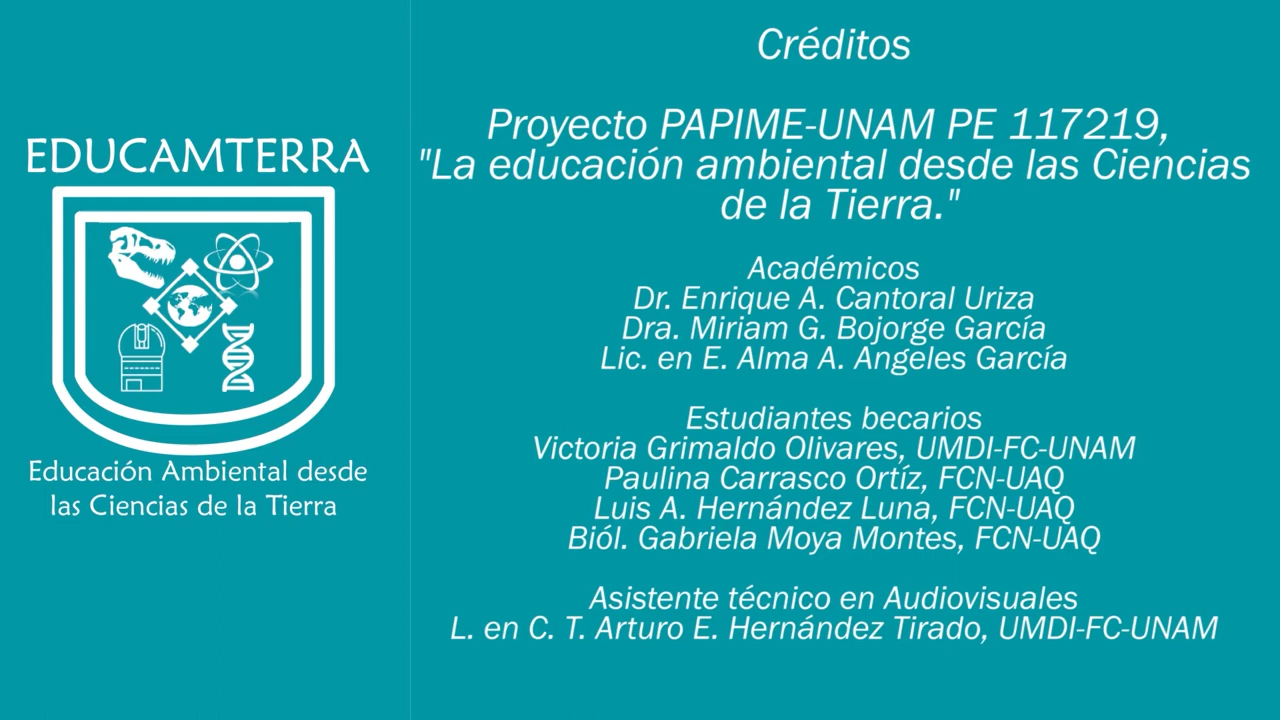 EDUCAMTERRA
Educación Ambiental desde
las Ciencias de la Tierra
Créditos
Proyecto PAPIME-UNAM PE 117219,
"La educación ambiental desde las Ciencias
de la Tierra."
Académicos
Dr. Enrique A. Cantoral Uriza
Dra. Miriam G. Bojorge García
Lic. en E. Alma A. Angeles García
Estudiantes becarios
Victoria Grimaldo Olivares, UMDI-FC-UNAM
Paulina Carrasco Ortíz, FCN-UAQ
Luis A. Hernández Luna, FCN-UAQ
Biól. Gabriela Moya Montes, FCN-UAQ
Asistente técnico en Audiovisuales
L. en C. T. Arturo E. Hernández Tirado, UMDI-FC-UNAM